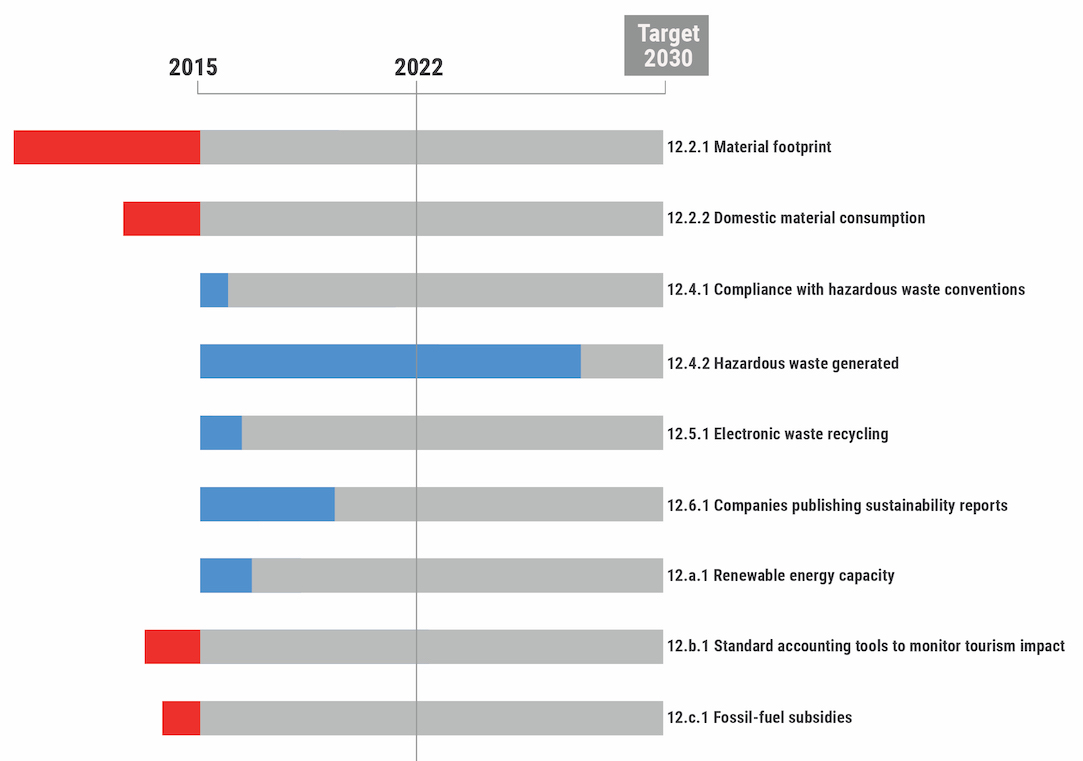 Target
2030
2015
2022
12.2.1 Material footprint
12.2.2 Domestic material consumption
12.4.1 Compliance with hazardous waste conventions
12.4.2 Hazardous waste generated
12.5.1 Electronic waste recycling
12.6.1 Companies publishing sustainability reports
12.a.1 Renewable energy capacity
12.b.1 Standard accounting tools to monitor tourism impact
12.c.1 Fossil-fuel subsidies